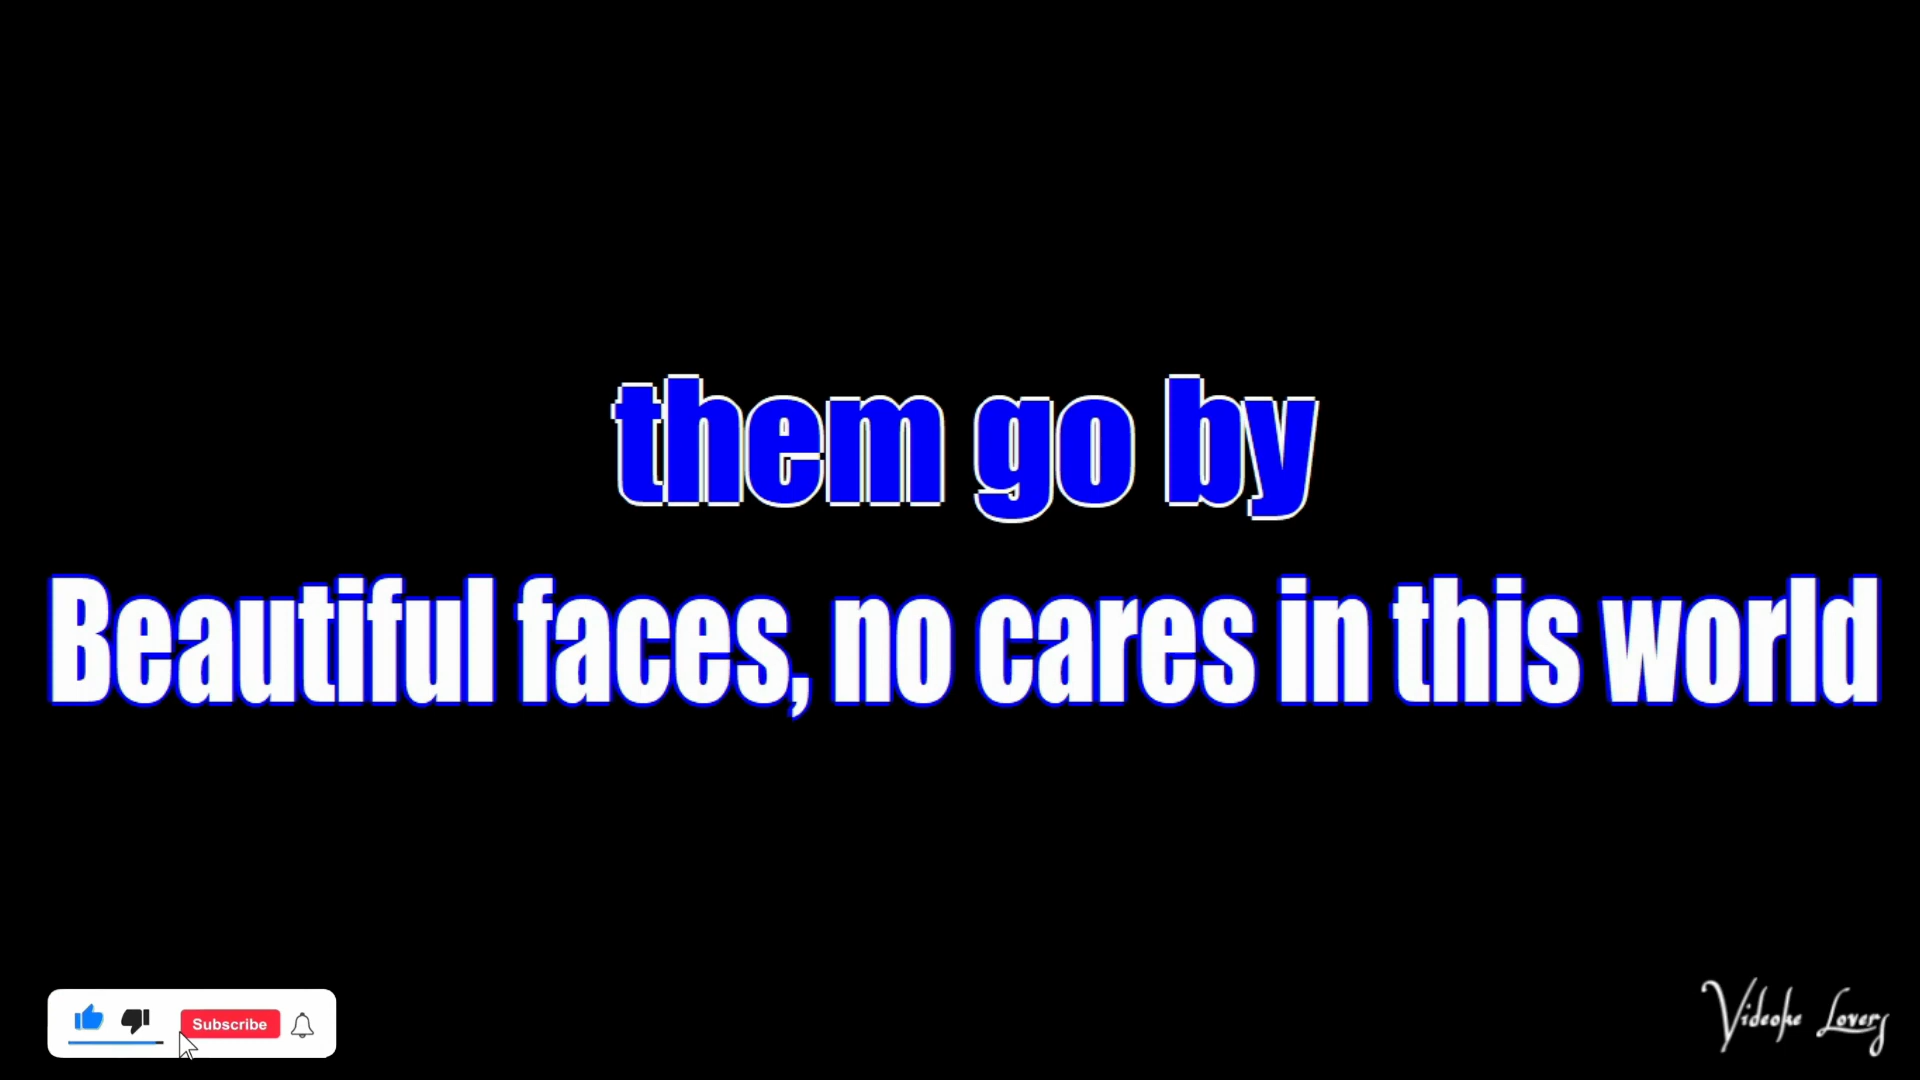 them go by
Beautiful faces, no cares in this world
Subscribe
Videoke Lovers